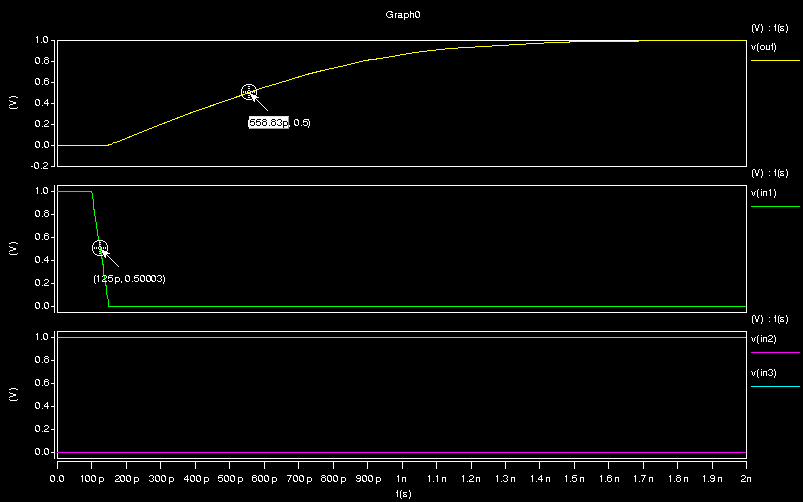 Graph0
(V) : t(s)
v(out)
(V)
1.0
0.8
0.6
0.4
0.2
0.0
-0.2
(558.83p, 0.5)
(V) : t(s)
v(in1)
(V)
1.0
0.8
0.6
0.4
0.2
0.0
(125p, 0.50003)
(V) : t(s)
v(in2)
v(in3)
(V)
1.0
0.8
0.6
0.4
0.2
0.0
0.0 100p 200p 300p 400p 500p 600p 700p 800p 900p 1n 1.1n 1.2n 1.3n 1.4n 1.5n 1.6n 1.7n 1.8n 1.9n 2n
t(s)